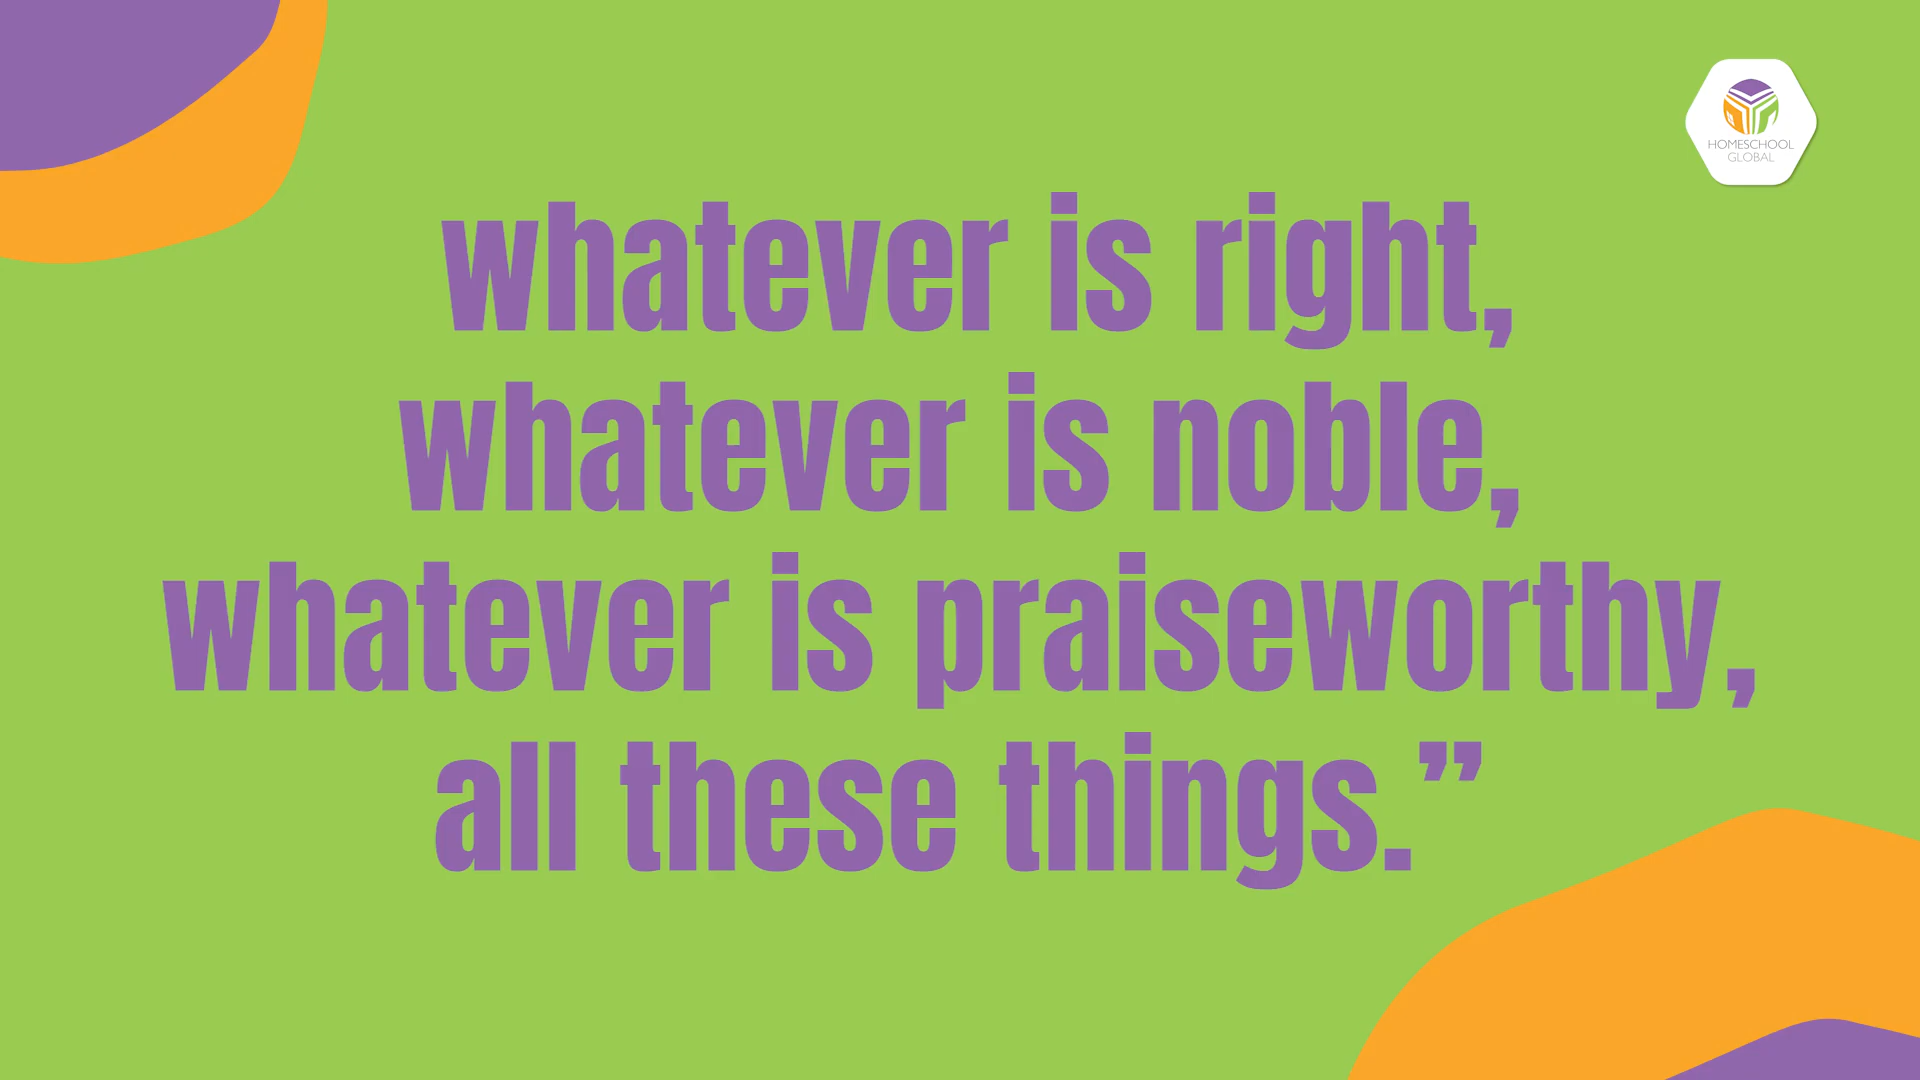 HOMESCHOOL
GLOBAL
whatever is right,
whatever is noble,
whatever is praiseworthy,
all these things.”